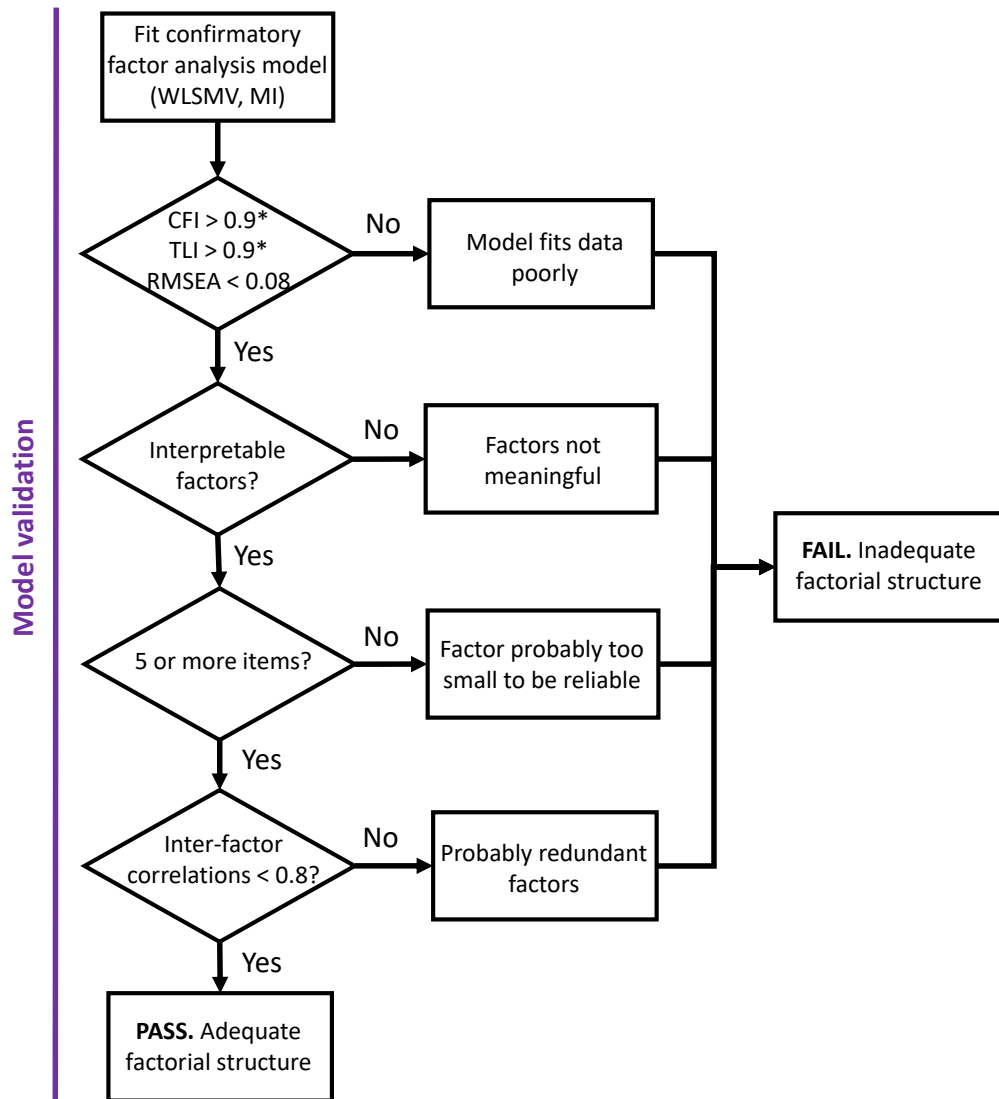 Model validation
Fit confirmatory
factor analysis model
(WLSMV, MI)
CFI > 0.9*
TLI > 0.9*
RMSEA < 0.08
No
Model fits data
poorly
Yes
Interpretable
factors?
No
Factors not
meaningful
Yes
FAIL. Inadequate
factorial structure
5 or more items?
No
Factor probably too
small to be reliable
Yes
Inter-factor
correlations < 0.8?
No
Probably redundant
factors
Yes
PASS. Adequate
factorial structure